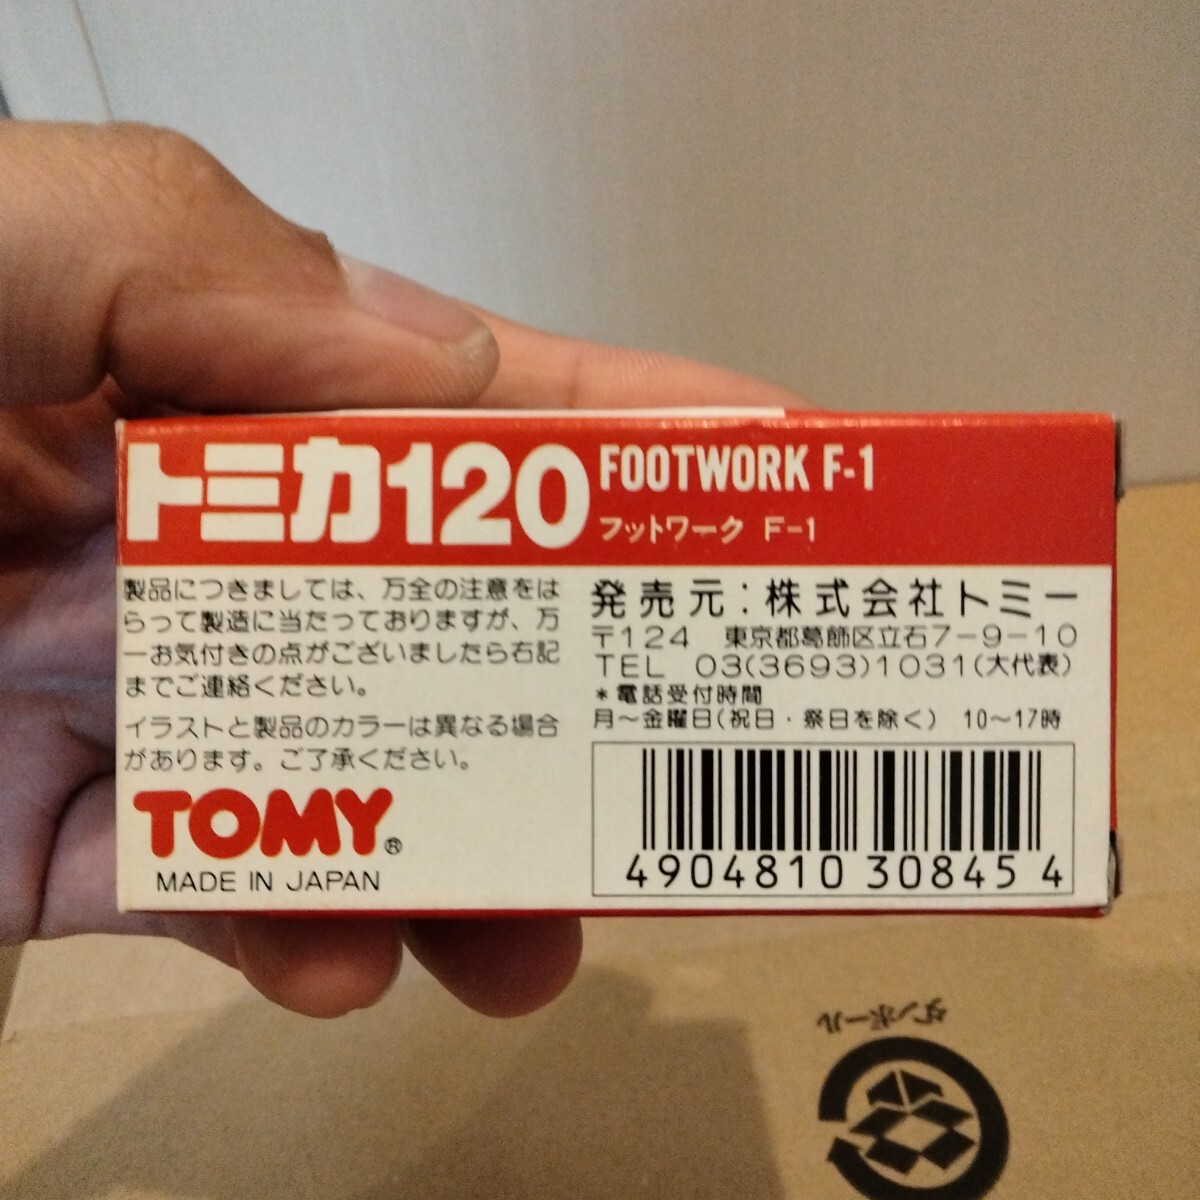 トミカ120
FOOTWORK F-1
フットワーク F-1
製品につきましては、万全の注意をは
らって製造に当たっておりますが、万
一お気付きの点がございましたら右記
までご連絡ください。
イラストと製品のカラーは異なる場合
があります。ご了承ください。
TOMY®
MADE IN JAPAN
発売元:株式会社トミー
〒124 東京都葛飾区立石7-9-10
TEL 03(3693)1031(大代表)
*電話受付時間
月~金曜日(祝日・祭日を除く) 10~17時
4904810 30845 4
ダンボール